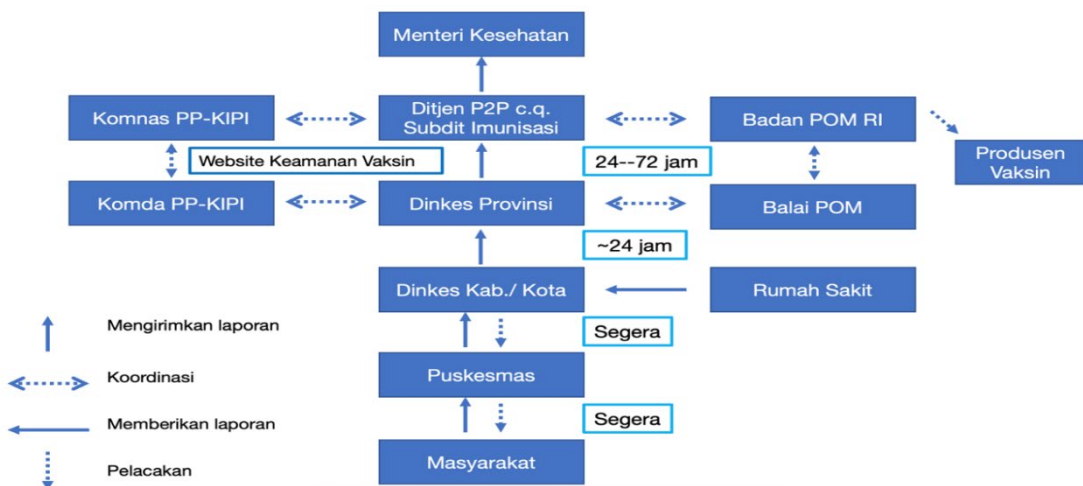 Menteri Kesehatan
Komnas PP-KIPI
Ditjen P2P c.q.
Subdit Imunisasi
Badan POM RI
Website Keamanan Vaksin
24--72 jam
Produsen
Vaksin
Komda PP-KIPI
Dinkes Provinsi
Balai POM
~24 jam
Dinkes Kab./ Kota
Rumah Sakit
Mengirimkan laporan
Segera
Koordinasi
Puskesmas
Memberikan laporan
Segera
Masyarakat
Pelacakan